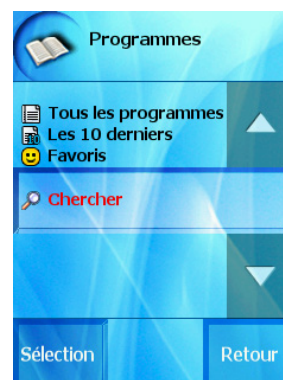 Programmes
Tous les programmes
Les 10 derniers
Favoris
Chercher
Sélection
Retour